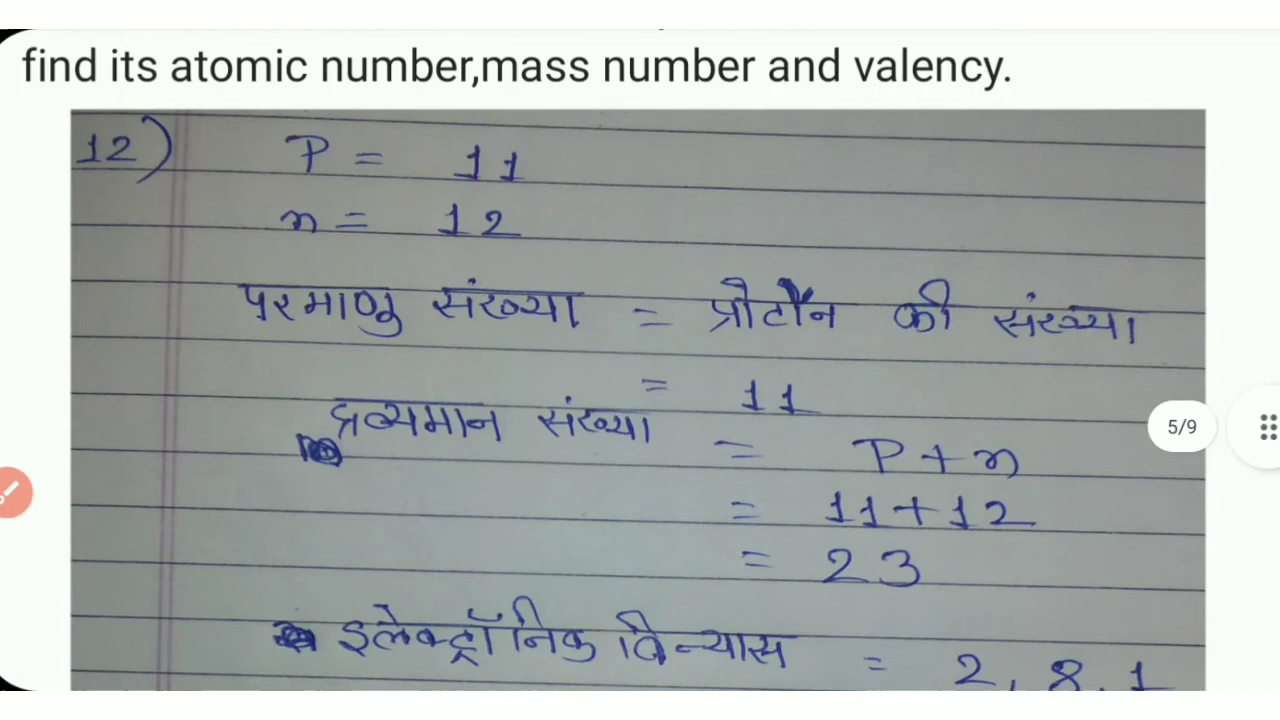 find its atomic number,mass number and valency.
12) P = 11
n = 12
परमाणु संख्या = प्रोटॉन की संख्या
= 11
द्रव्यमान संख्या = P + n
= 11 + 12
= 23
इलेक्ट्रॉनिक विन्यास = 2, 8, 1
5/9